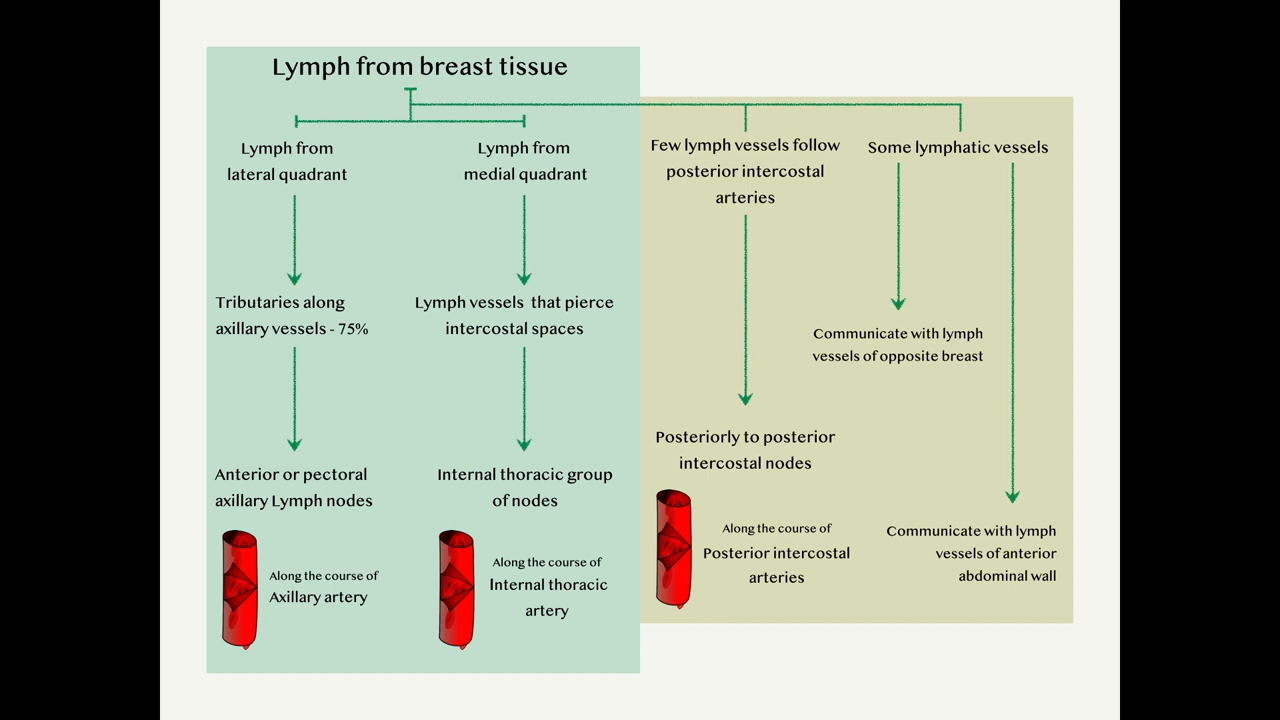 Lymph from breast tissue
Lymph from
lateral quadrant
Tributaries along
axillary vessels - 75%
Anterior or pectoral
axillary Lymph nodes
Along the course of
Axillary artery
Lymph from
medial quadrant
Lymph vessels that pierce
intercostal spaces
Internal thoracic group
of nodes
Along the course of
Internal thoracic
artery
Few lymph vessels follow
posterior intercostal
arteries
Posteriorly to posterior
intercostal nodes
Along the course of
Posterior intercostal
arteries
Some lymphatic vessels
Communicate with lymph
vessels of opposite breast
Communicate with lymph
vessels of anterior
abdominal wall